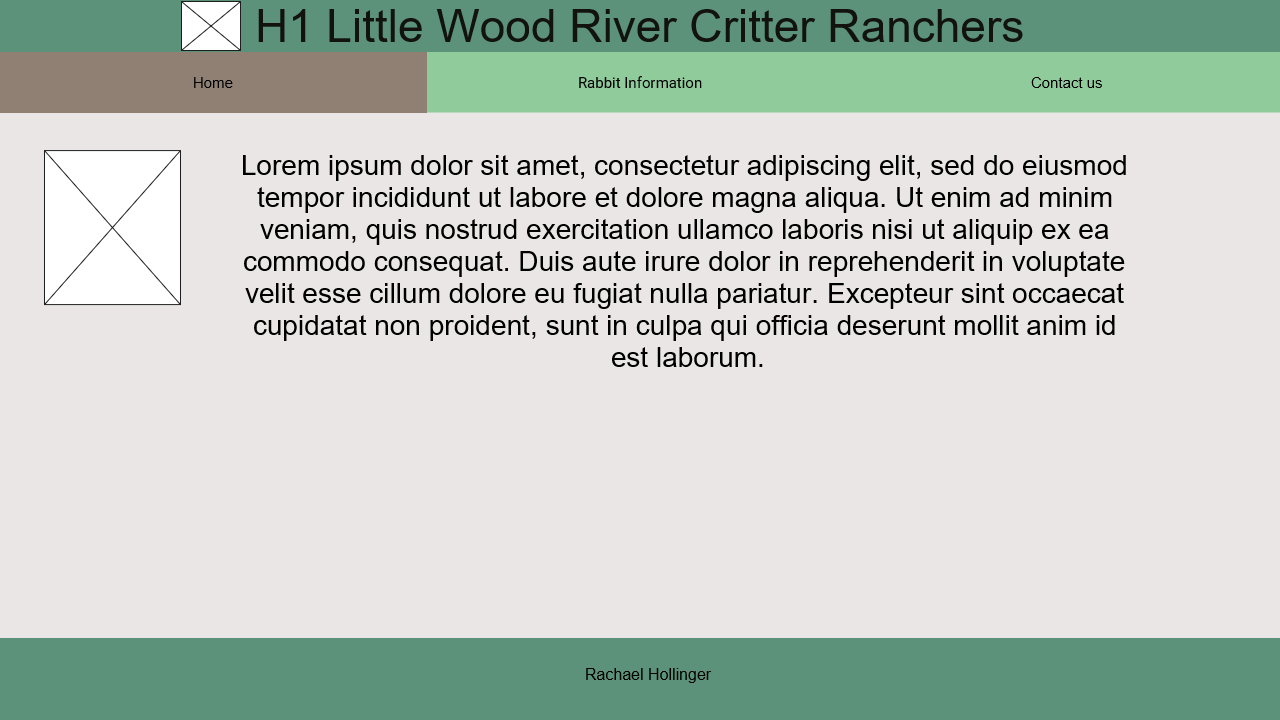 H1 Little Wood River Critter Ranchers
Home
Rabbit Information
Contact us
Lorem ipsum dolor sit amet, consectetur adipiscing elit, sed do eiusmod
tempor incididunt ut labore et dolore magna aliqua. Ut enim ad minim
veniam, quis nostrud exercitation ullamco laboris nisi ut aliquip ex ea
commodo consequat. Duis aute irure dolor in reprehenderit in voluptate
velit esse cillum dolore eu fugiat nulla pariatur. Excepteur sint occaecat
cupidatat non proident, sunt in culpa qui officia deserunt mollit anim id
est laborum.
Rachael Hollinger